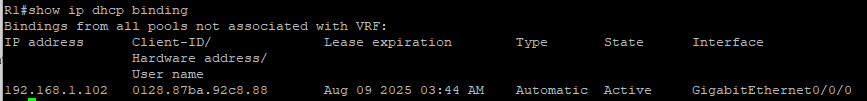 R1#show ip dhcp binding
Bindings from all pools not associated with VRF:
IP address Client-ID/ Lease expiration Type State Interface
Hardware address/
User name
192.168.1.102 0128.87ba.92c8.88 Aug 09 2025 03:44 AM Automatic Active GigabitEthernet0/0/0